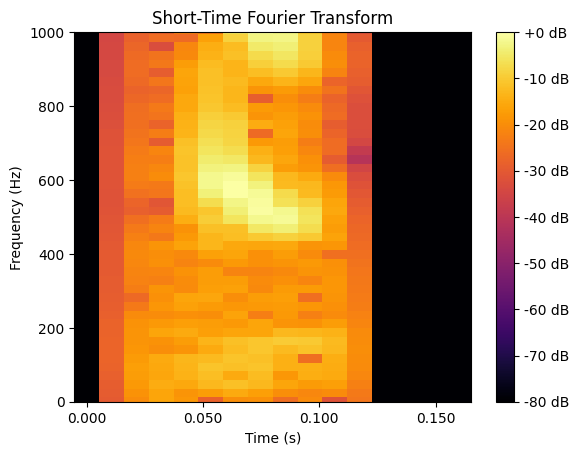 Short-Time Fourier Transform
1000
800
600
400
200
0
Frequency (Hz)
0.000
0.050
0.100
0.150
Time (s)
+0 dB
-10 dB
-20 dB
-30 dB
-40 dB
-50 dB
-60 dB
-70 dB
-80 dB